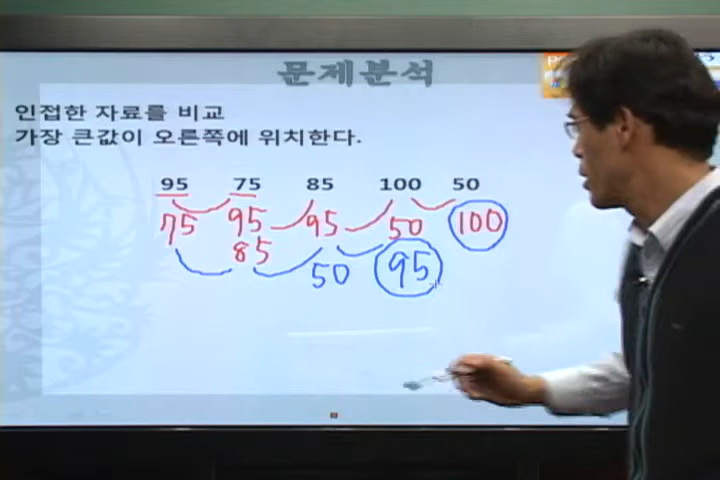 문제분석
인접한 자료를 비교
가장 큰값이 오른쪽에 위치한다.
95 75 85 100 50
75 95 95 50 100
85
50 95